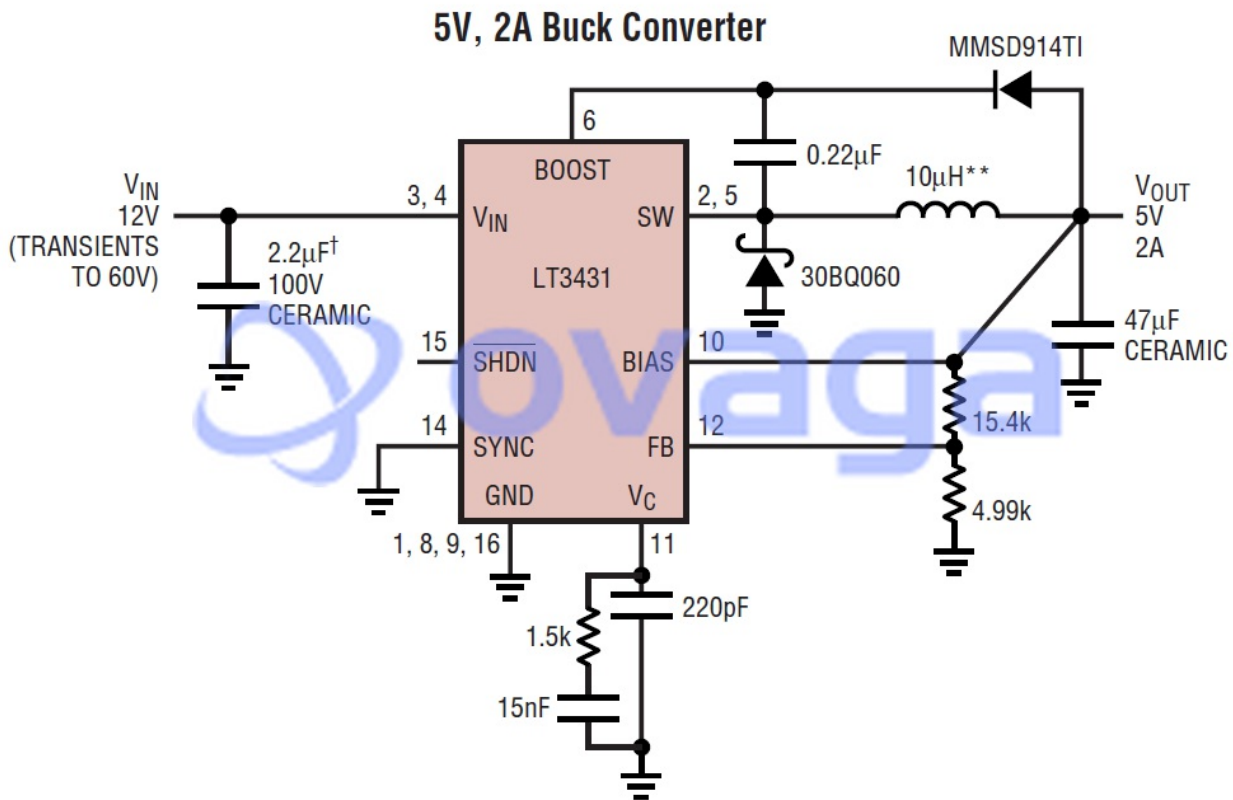 5V, 2A Buck Converter
MMSD914TI
6
BOOST
0.22µF
10µH**
VIN
12V
(TRANSIENTS
TO 60V)
3, 4
VIN
2, 5
SW
VOUT
5V
2A
2.2µF†
100V
CERAMIC
LT3431
30BQ060
47µF
CERAMIC
15
SHDN
10
BIAS
ovaga
15.4k
14
SYNC
12
FB
4.99k
GND
VC
1, 8, 9, 16
11
220pF
1.5k
15nF